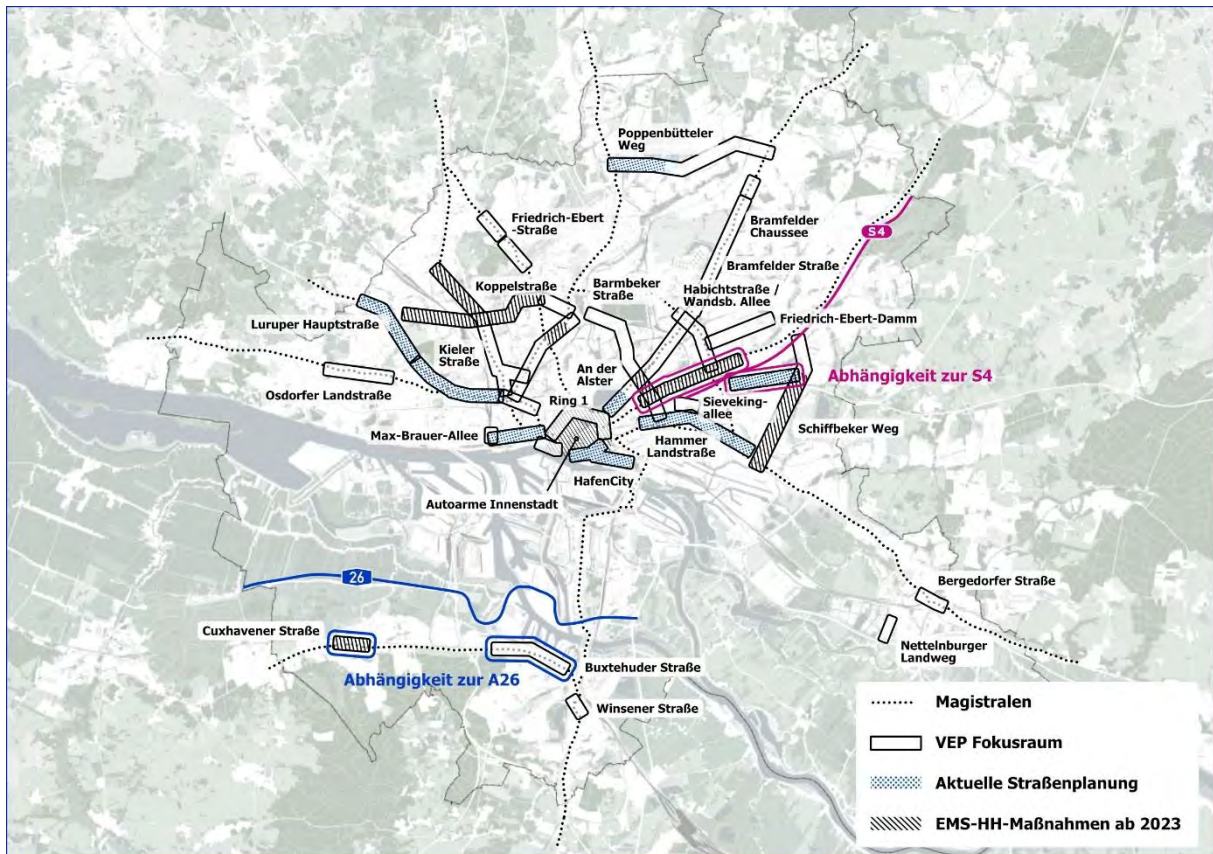 Poppenbütteler
Weg
Friedrich-Ebert
-Straße
Bramfelder
Chaussee
S4
Bramfelder Straße
Koppelstraße
Barmbeker
Straße
Habichtstraße /
Wandsb. Allee
Friedrich-Ebert-Damm
Luruper Hauptstraße
Kieler
Straße
An der
Alster
Abhängigkeit zur S4
Osdorfer Landstraße
Ring 1
Sieveking-
allee
Schiffbeker Weg
Max-Brauer-Allee
Hammer
Landstraße
HafenCity
Autoarme Innenstadt
26
Bergedorfer Straße
Cuxhavener Straße
Nettelnburger
Landweg
Buxtehuder Straße
Abhängigkeit zur A26
Winsener Straße
Magistralen
VEP Fokusraum
Aktuelle Straßenplanung
EMS-HH-Maßnahmen ab 2023